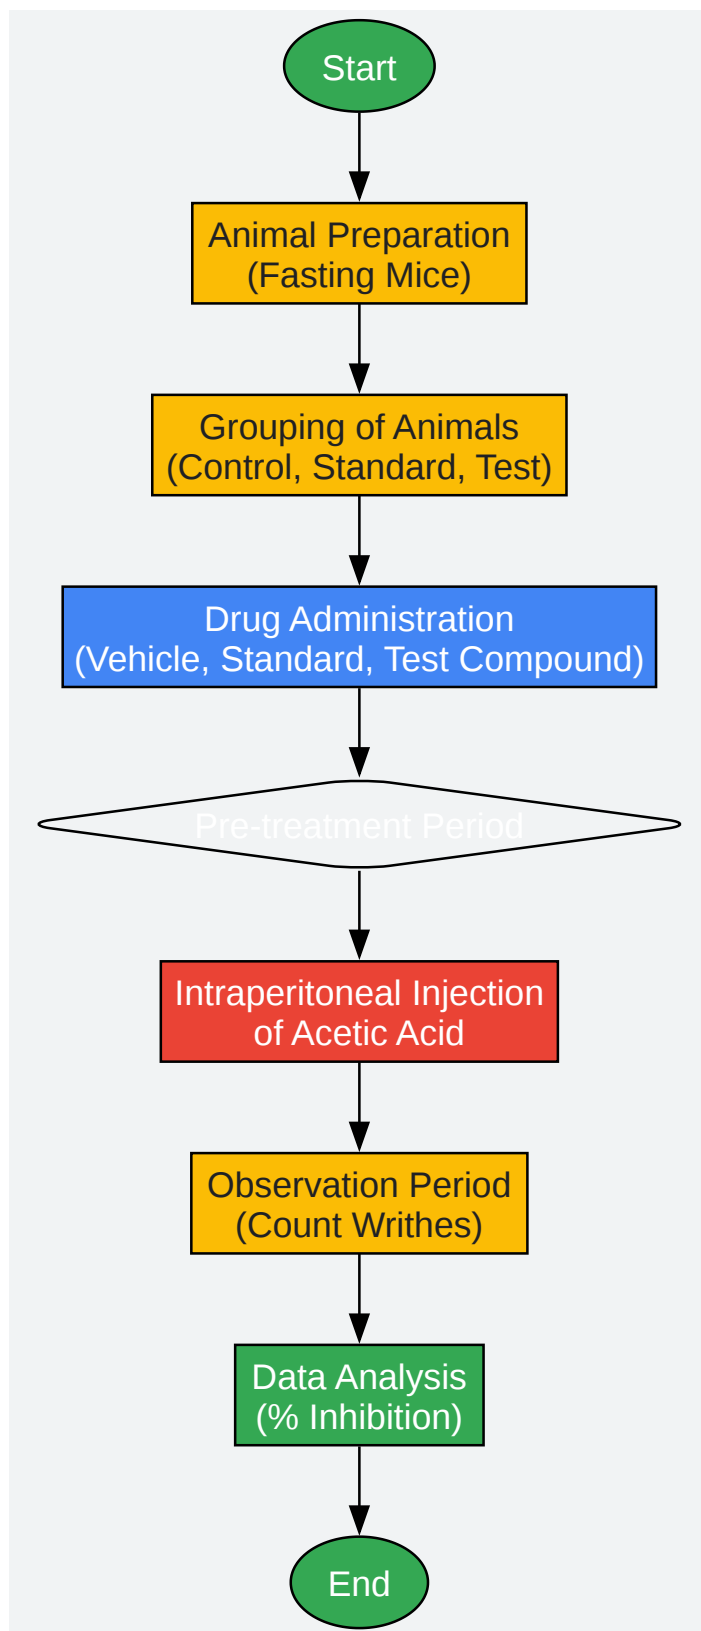 Start
Animal Preparation
(Fasting Mice)
Grouping of Animals
(Control, Standard, Test)
Drug Administration
(Vehicle, Standard, Test Compound)
Pre-treatment Period
Intraperitoneal Injection
of Acetic Acid
Observation Period
(Count Writhes)
Data Analysis
(% Inhibition)
End